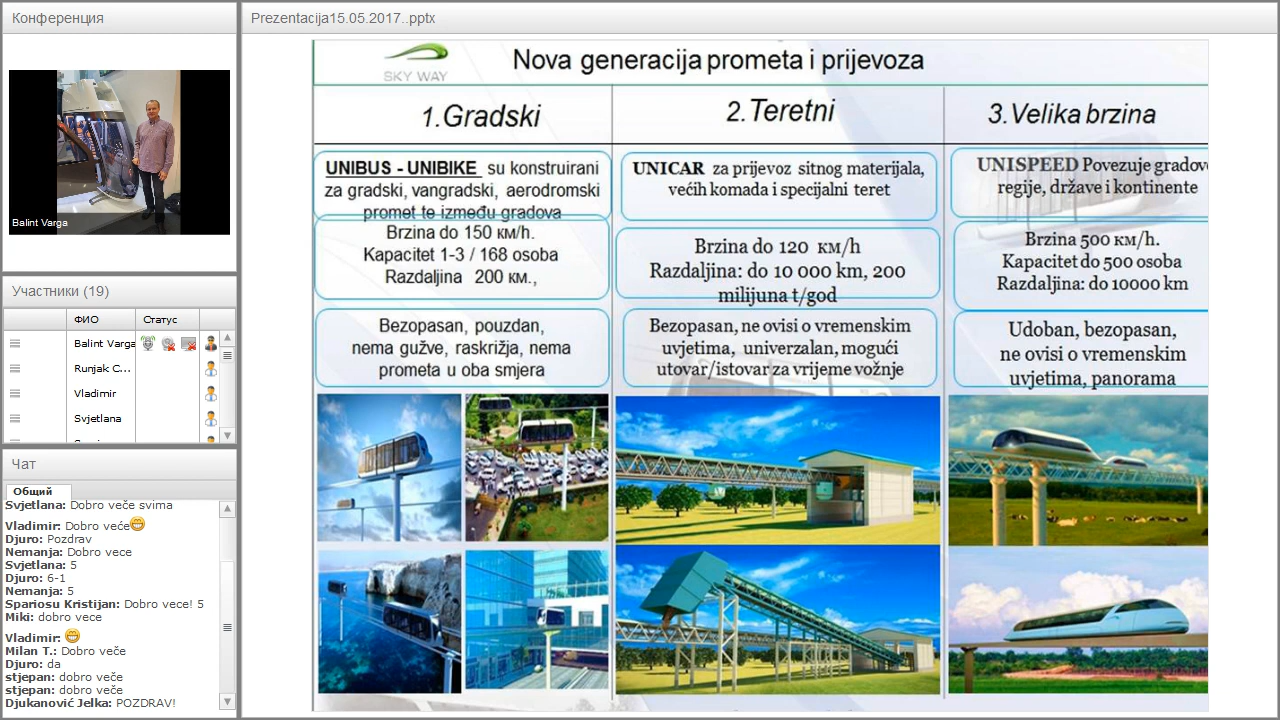 Конференция
Balint Varga
Участники (19)
ФИО Статус
Balint Varga
Runjak C...
Vladimir
Svjetlana
Чат
Общий
Svjetlana: Dobro veče svima
Vladimir: Dobro veće
Djuro: Pozdrav
Nemanja: Dobro vece
Svjetlana: 5
Djuro: 6-1
Nemanja: 5
Spariosu Kristijan: Dobro vece! 5
Miki: dobro vece
Vladimir:
Milan T.: Dobro veče
Djuro: da
stjepan: dobro veče
stjepan: dobro veče
Djukanović Jelka: POZDRAV!
Prezentacija15.05.2017..pptx
SKY WAY
Nova generacija prometa i prijevoza
1.Gradski
UNIBUS - UNIBIKE su konstruirani
za gradski, vangradski, aerodromski
promet te između gradova
Brzina do 150 км/h.
Kapacitet 1-3 / 168 osoba
Razdaljina 200 км.,
Bezopasan, pouzdan,
nema gužve, raskrižja, nema
prometa u oba smjera
2.Teretni
UNICAR za prijevoz sitnog materijala,
većih komada i specijalni teret
Brzina do 120 км/h
Razdaljina: do 10 000 km, 200
milijuna t/god
Bezopasan, ne ovisi o vremenskim
uvjetima, univerzalan, mogući
utovar/istovar za vrijeme vožnje
3.Velika brzina
UNISPEED Povezuje gradov
regije, države i kontinente
Brzina 500 км/h.
Kapacitet do 500 osoba
Razdaljina: do 10000 km
Udoban, bezopasan,
ne ovisi o vremenskim
uvjetima, panorama